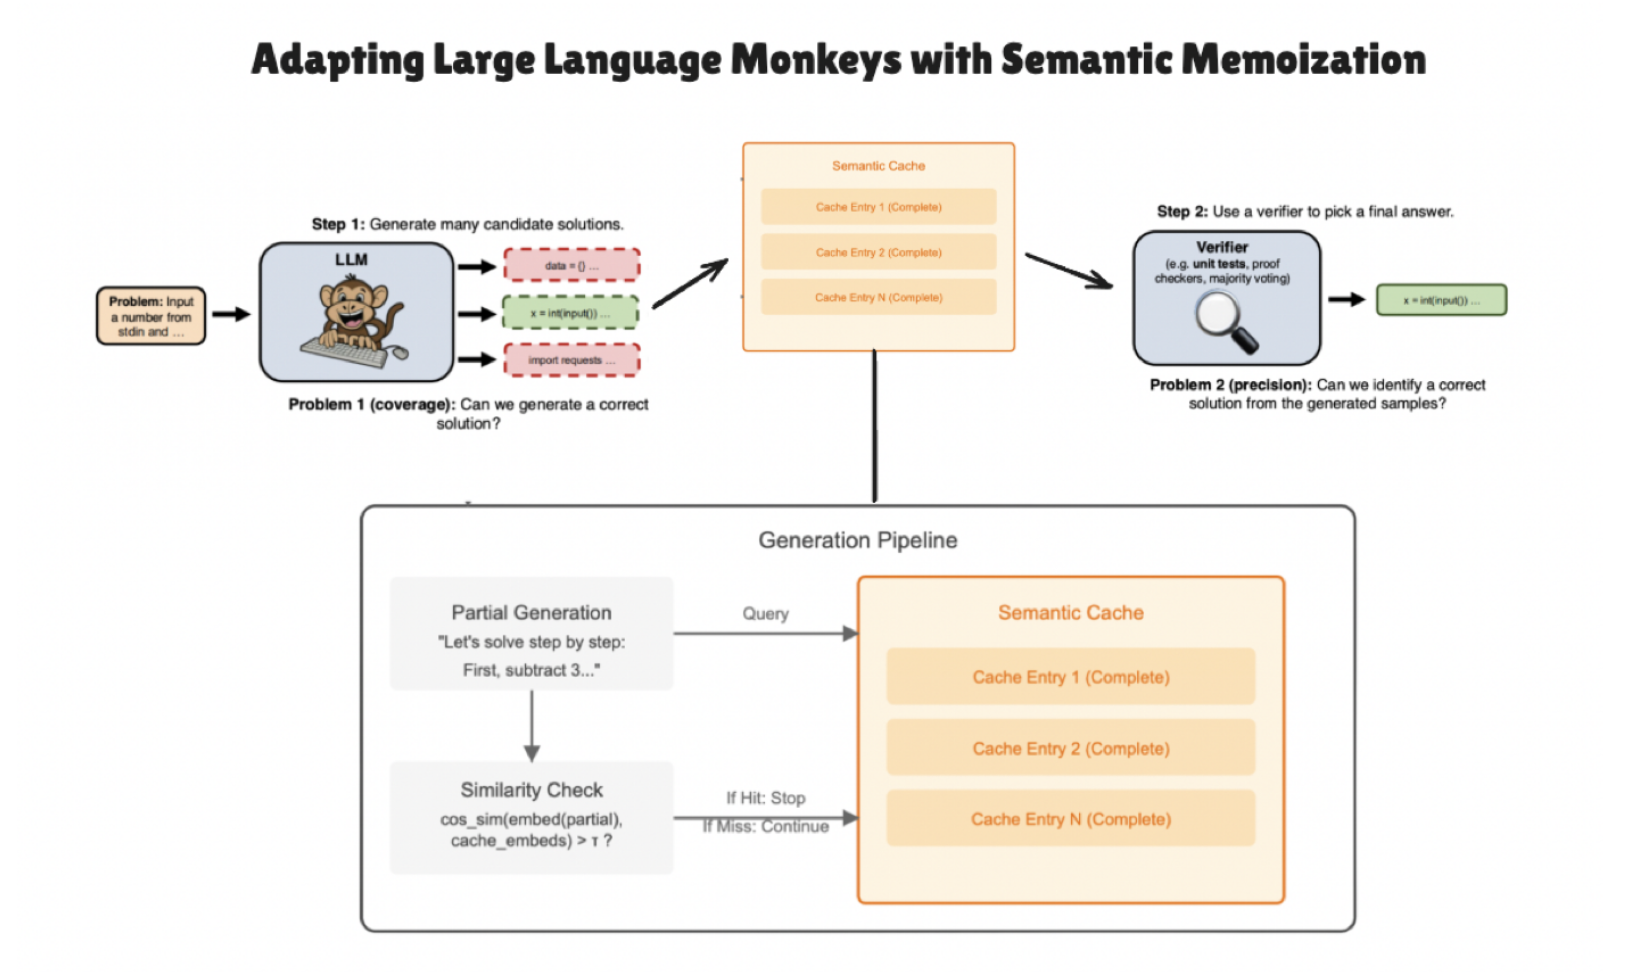 Adapting Large Language Monkeys with Semantic Memoization
Step 1: Generate many candidate solutions.
Problem: Input
a number from
stdin and ...
LLM
data = {} ...
x = int(input()) ...
import requests ...
Problem 1 (coverage): Can we generate a correct
solution?
Semantic Cache
Cache Entry 1 (Complete)
Cache Entry 2 (Complete)
Cache Entry N (Complete)
Step 2: Use a verifier to pick a final answer.
Verifier
(e.g. unit tests, proof
checkers, majority voting)
x = int(input()) ...
Problem 2 (precision): Can we identify a correct
solution from the generated samples?
Generation Pipeline
Partial Generation
"Let's solve step by step:
First, subtract 3..."
Query
Similarity Check
cos_sim(embed(partial),
cache_embeds) > τ ?
If Hit: Stop
If Miss: Continue
Semantic Cache
Cache Entry 1 (Complete)
Cache Entry 2 (Complete)
Cache Entry N (Complete)